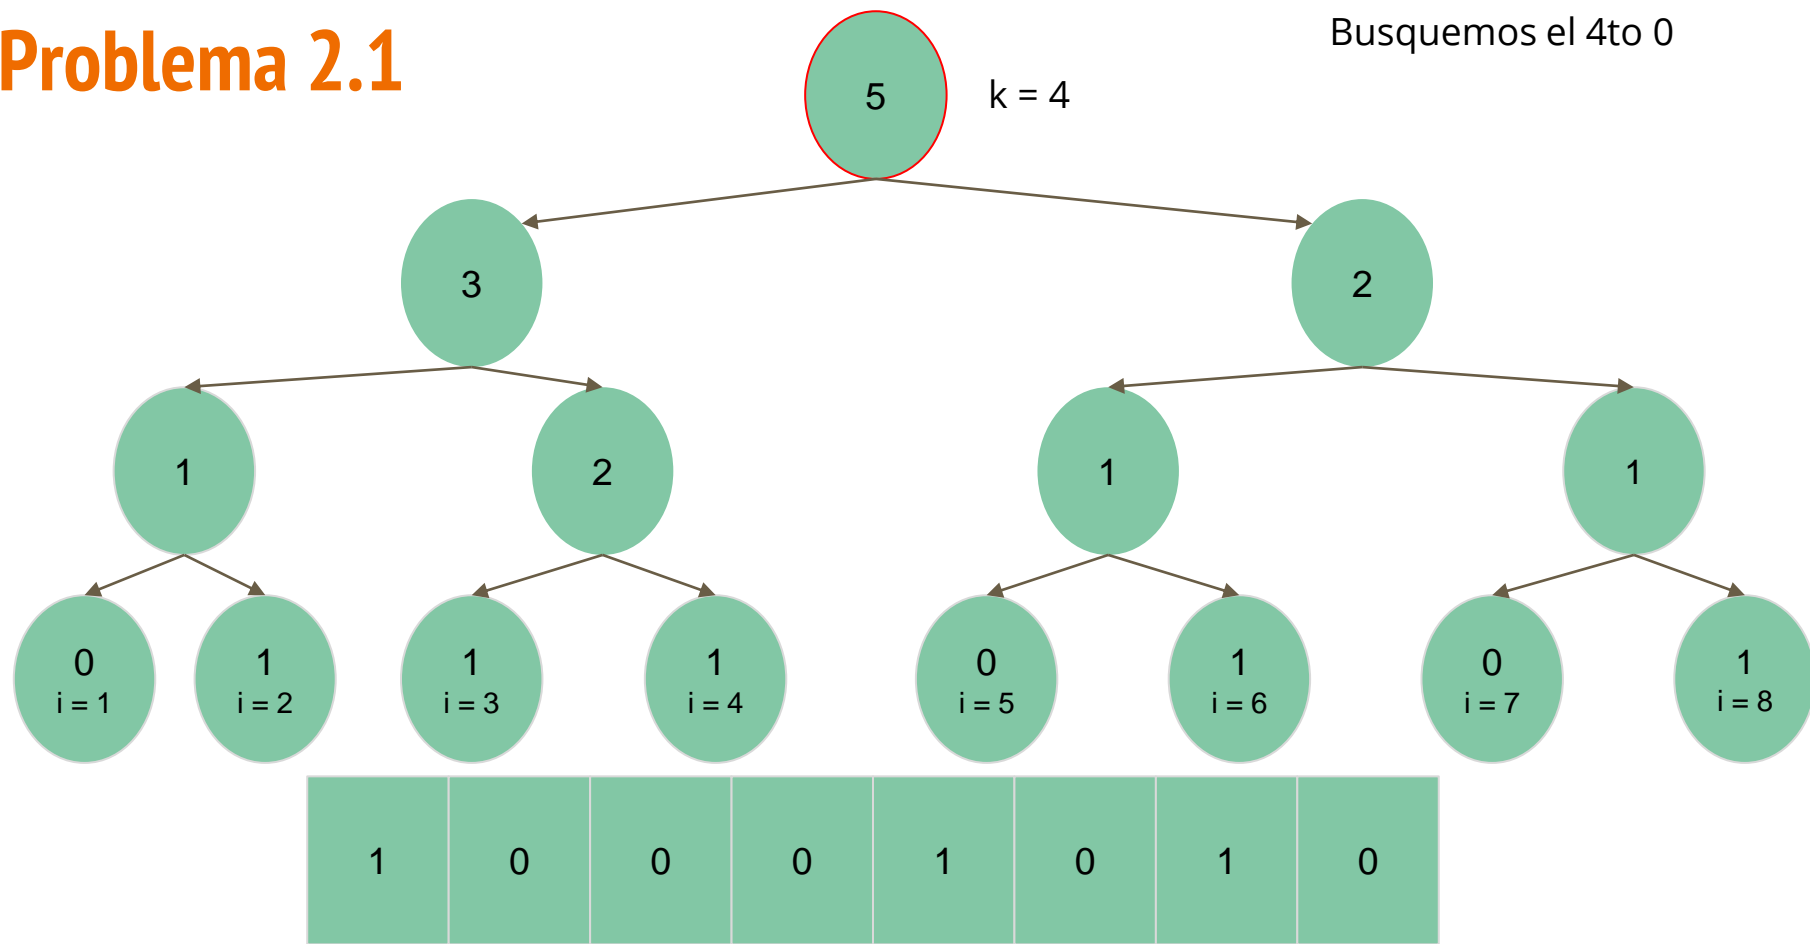 Problema 2.1
Busquemos el 4to 0
5
k = 4
3
2
1
2
1
1
0
i = 1
1
i = 2
1
i = 3
1
i = 4
0
i = 5
1
i = 6
0
i = 7
1
i = 8
1 0 0 0 1 0 1 0